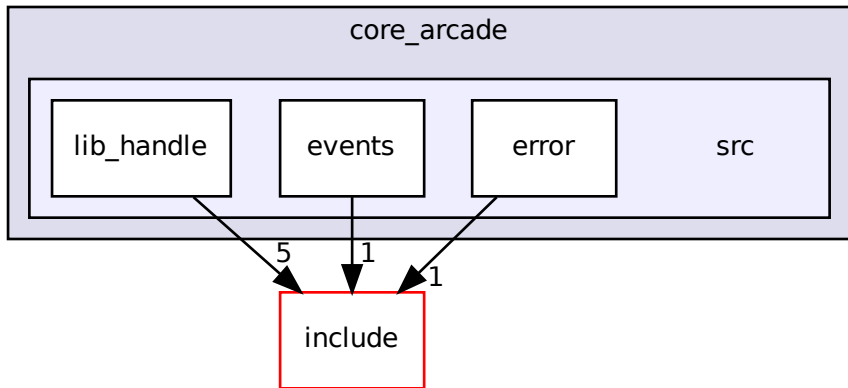 core_arcade
lib_handle events error src
5 1 1
include